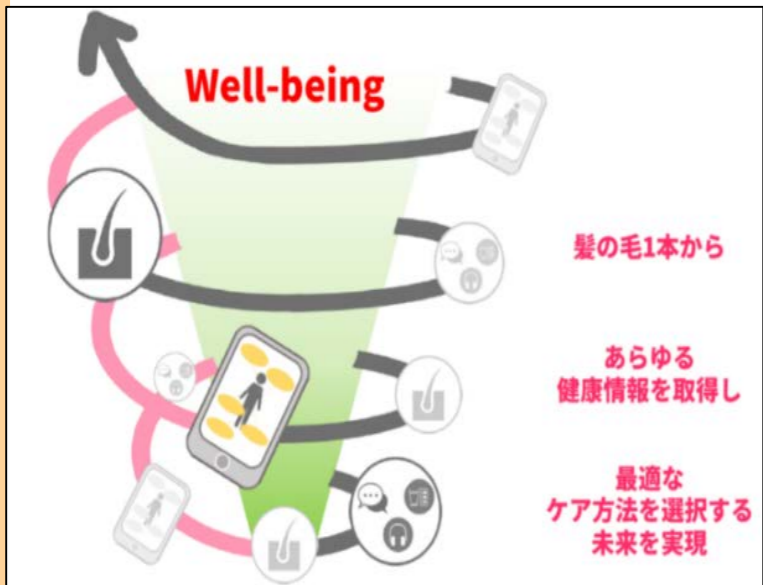 Well-being
髪の毛1本から
あらゆる
健康情報を取得し
最適な
ケア方法を選択する
未来を実現